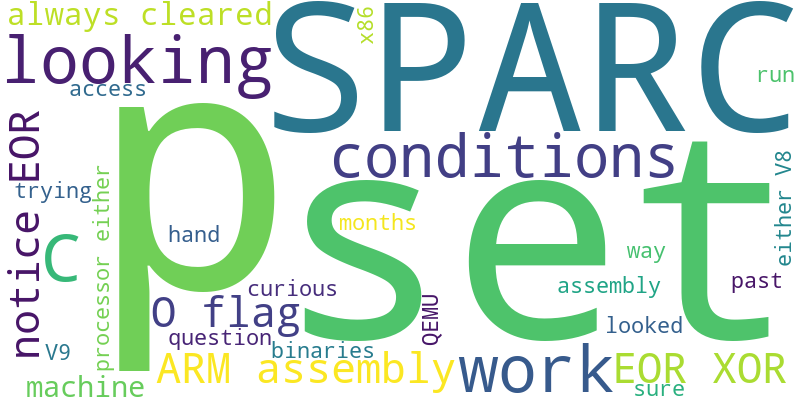 always cleared
SPARC
x86
looking
access
run
p
set
conditions
notice EOR
trying
processor either
either V8
hand
months
C
way
curious
assembly
past
O flag
QEMU
looked
question
binaries
V9
ARM assembly
work
EOR XOR
machine
sure